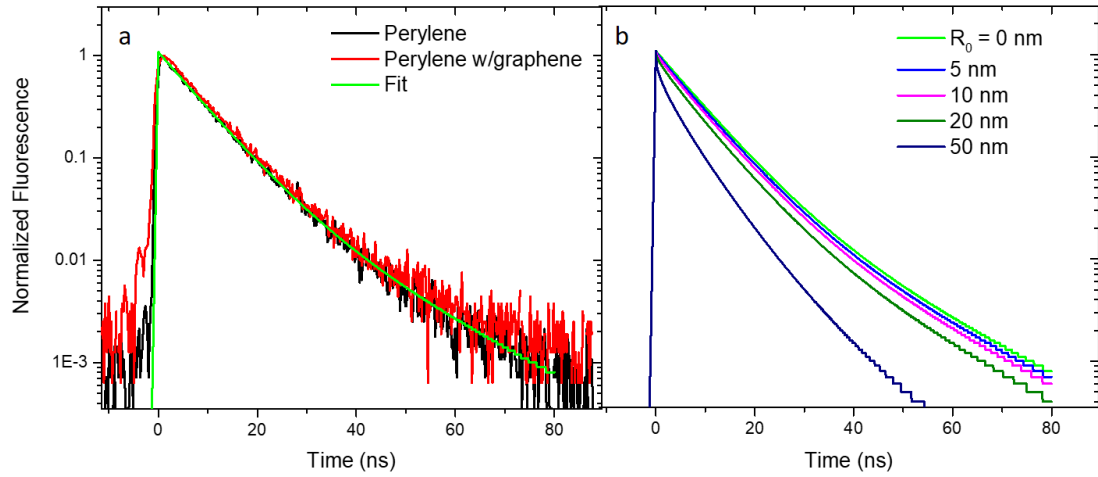 a
Perylene
Perylene w/graphene
Fit
Normalized Fluorescence
1
0.1
0.01
1E-3
0 20 40 60 80
Time (ns)
b
R₀ = 0 nm
5 nm
10 nm
20 nm
50 nm
0 20 40 60 80
Time (ns)